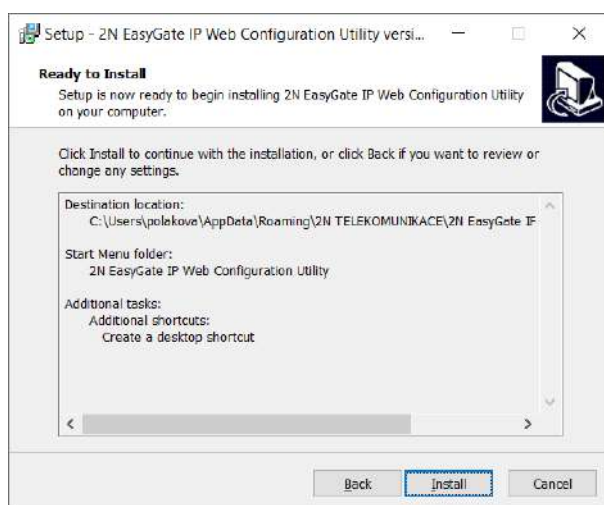 Setup - 2N EasyGate IP Web Configuration Utility versi...
Ready to Install
Setup is now ready to begin installing 2N EasyGate IP Web Configuration Utility
on your computer.
Click Install to continue with the installation, or click Back if you want to review or
change any settings.
Destination location:
C:\Users\polakova\AppData\Roaming\2N TELEKOMUNIKACE\2N EasyGate IF
Start Menu folder:
2N EasyGate IP Web Configuration Utility
Additional tasks:
Additional shortcuts:
Create a desktop shortcut
Back
Install
Cancel